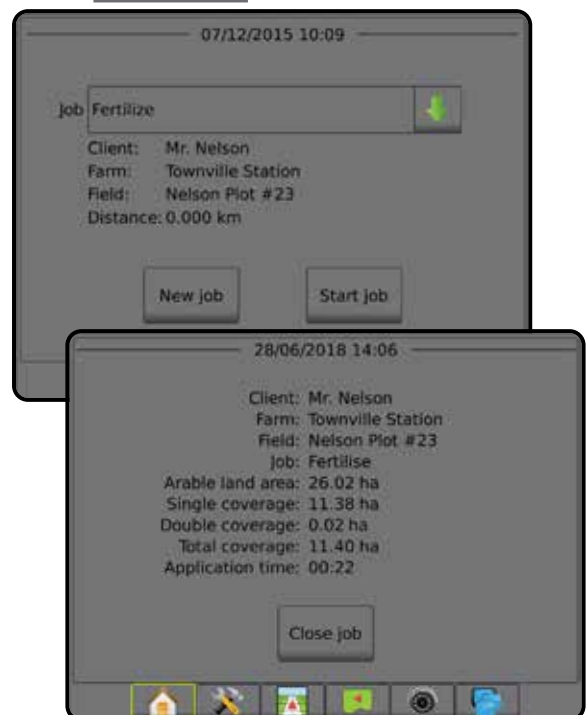 07/12/2015 10:09
Job Fertilize
Client: Mr. Nelson
Farm: Townville Station
Field: Nelson Plot #23
Distance: 0.000 km
New job Start job
28/06/2018 14:06
Client: Mr. Nelson
Farm: Townville Station
Field: Nelson Plot #23
Job: Fertilise
Arable land area: 26.02 ha
Single coverage: 11.38 ha
Double coverage: 0.02 ha
Total coverage: 11.40 ha
Application time: 00:22
Close job